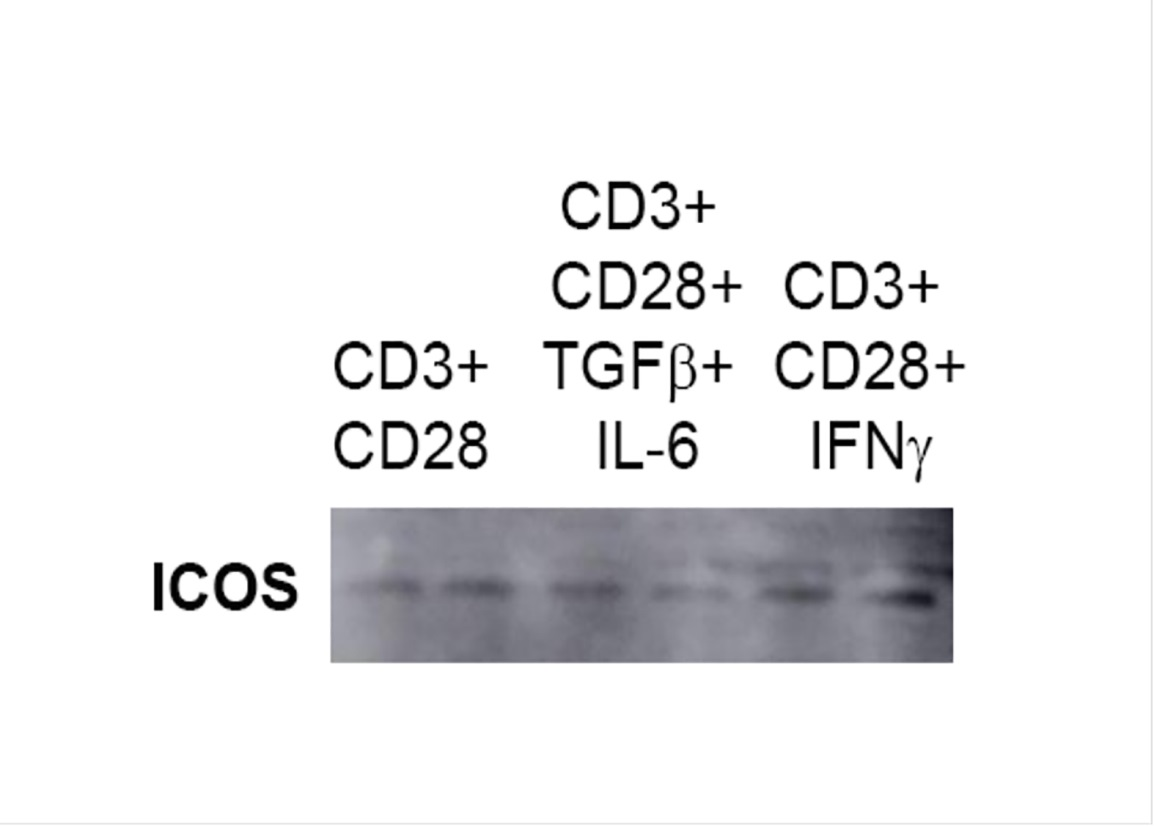 CD3+
CD28
CD3+
CD28+
TGFβ+
IL-6
CD3+
CD28+
IFNγ
ICOS